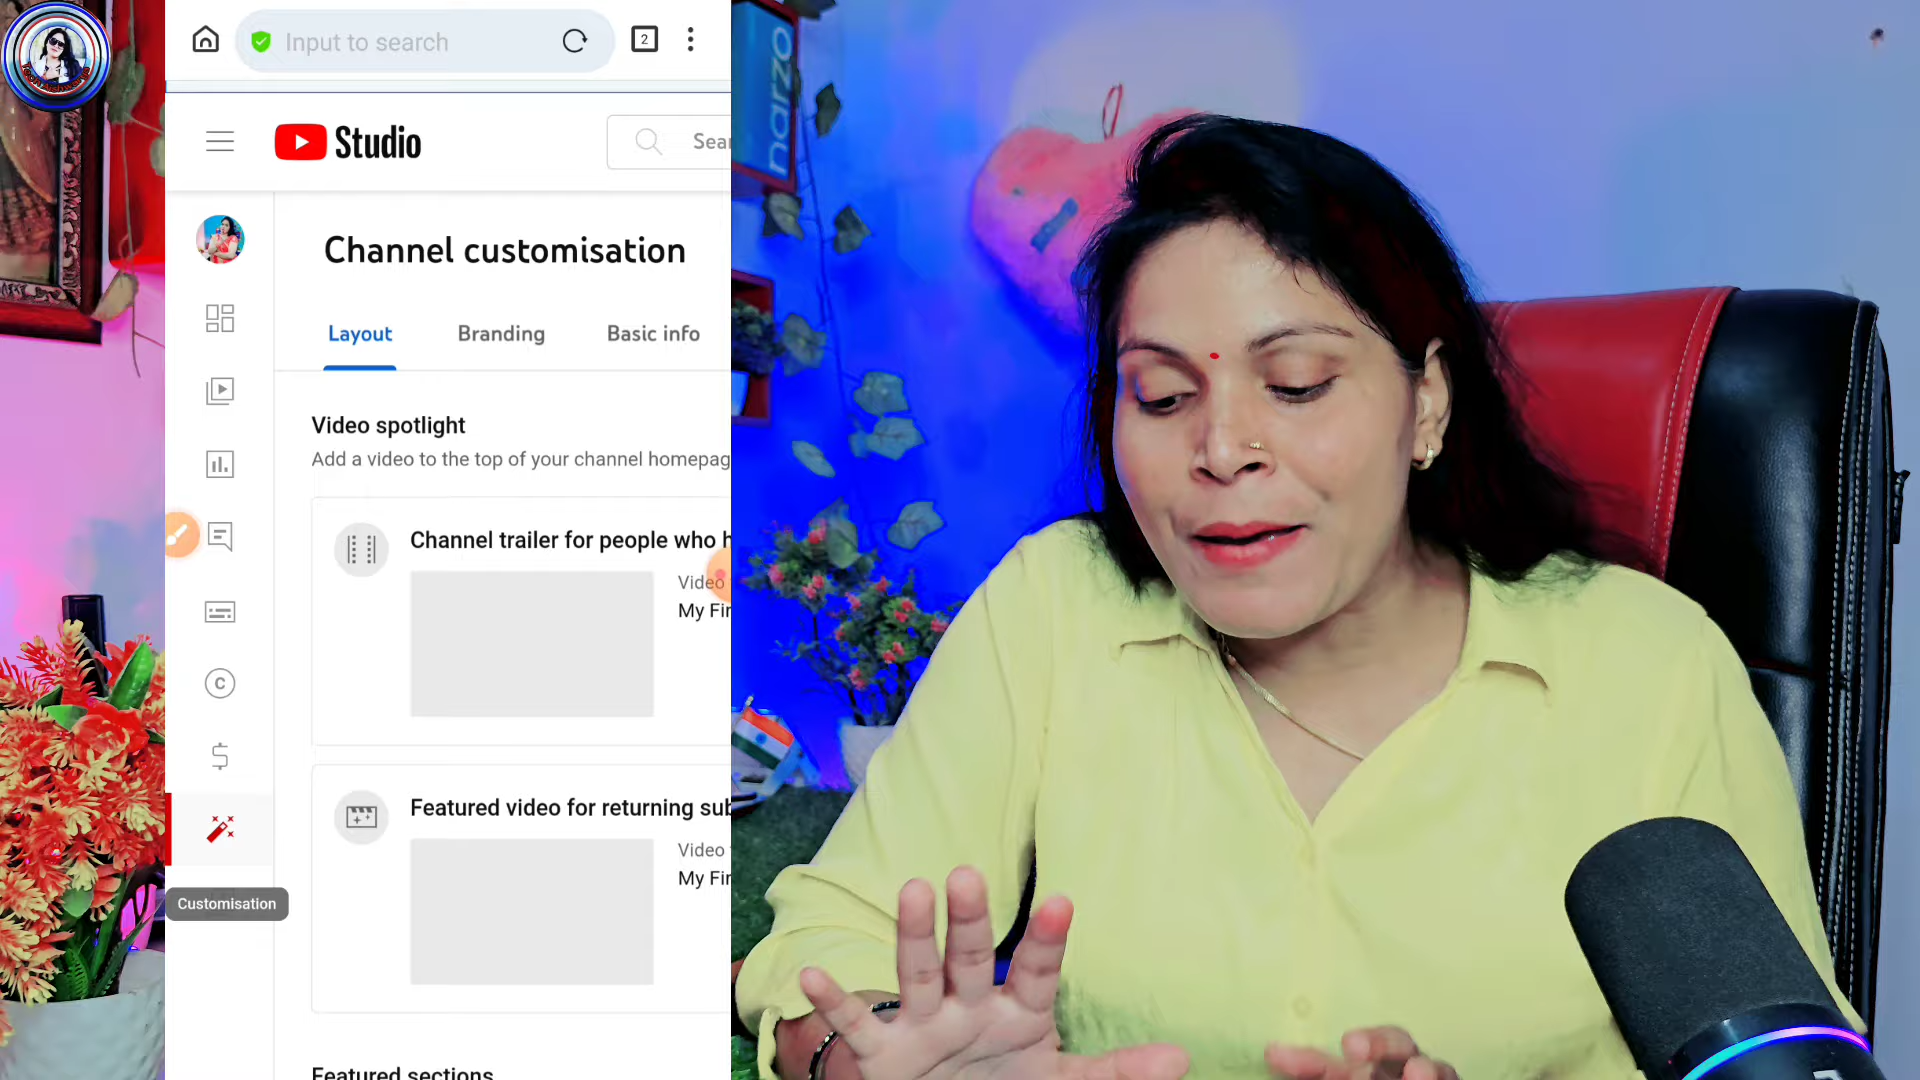 Input to search
2
Studio
Sear
Channel customisation
Layout
Branding
Basic info
Video spotlight
Add a video to the top of your channel homepag
Channel trailer for people who h
Video
My Fir
Featured video for returning sub
Video
My Fir
Customisation
Featured sections
narzo